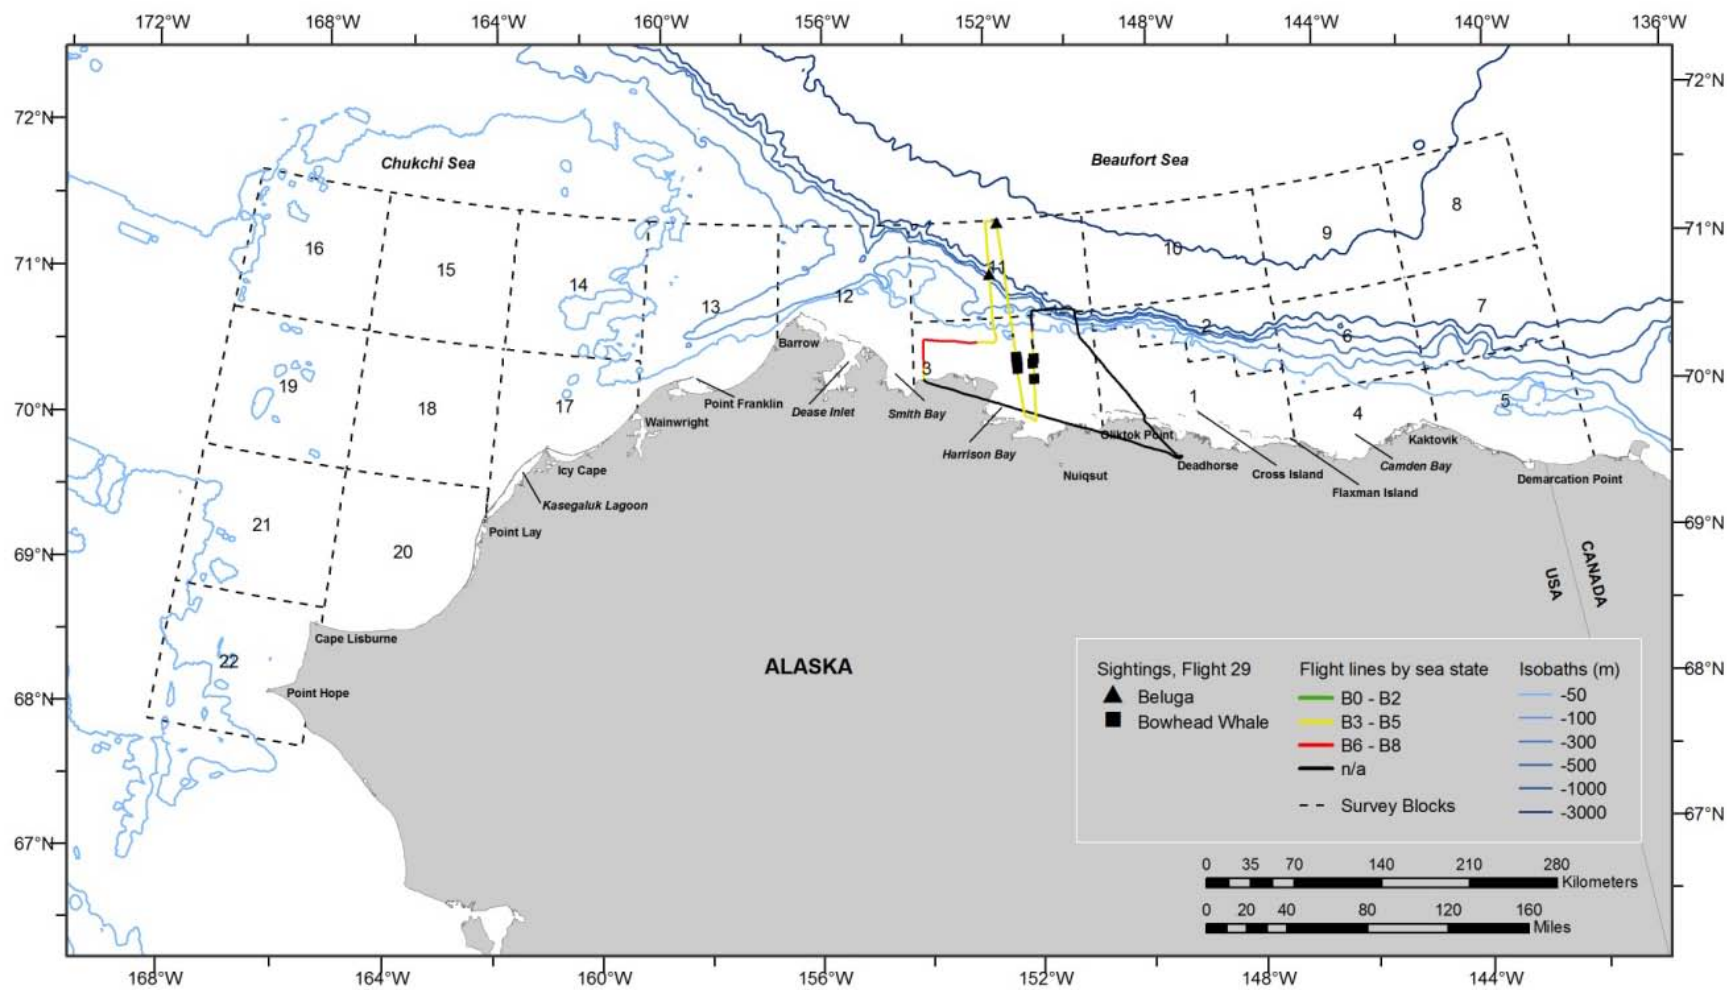 172°W 168°W 164°W 160°W 156°W 152°W 148°W 144°W 140°W 136°W
72°N
72°N
Chukchi Sea
Beaufort Sea
8
9
16
10
71°N
15
11
71°N
14
12
13
7
2
6
Barrow
70°N
3
19
Point Franklin
1
5
18
17
Dease Inlet
Smith Bay
4
70°N
Wainwright
Oliktok Point
Kaktovik
Harrison Bay
Icy Cape
Deadhorse
Camden Bay
Nuiqsut
Cross Island
Demarcation Point
Flaxman Island
Kasegaluk Lagoon
21
69°N
Point Lay
20
69°N
CANADA
USA
Cape Lisburne
22
ALASKA
68°N
Point Hope
68°N
Sightings, Flight 29
Beluga
Bowhead Whale
Flight lines by sea state
B0 - B2
B3 - B5
B6 - B8
n/a
Survey Blocks
Isobaths (m)
-50
-100
-300
-500
-1000
-3000
67°N
67°N
0 35 70 140 210 280
Kilometers
0 20 40 80 120 160
Miles
168°W 164°W 160°W 156°W 152°W 148°W 144°W